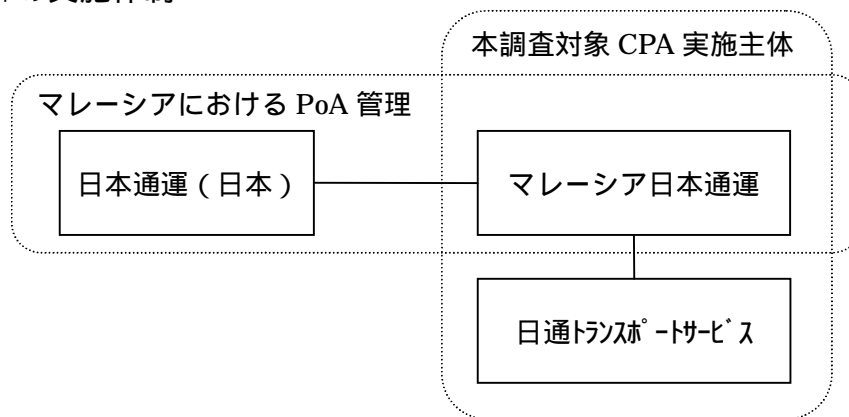 本調査対象 CPA 実施主体
マレーシアにおける PoA 管理
日本通運（日本）
マレーシア日本通運
日通ﾄﾗﾝｽﾎﾟｰﾄｻｰﾋﾞｽ